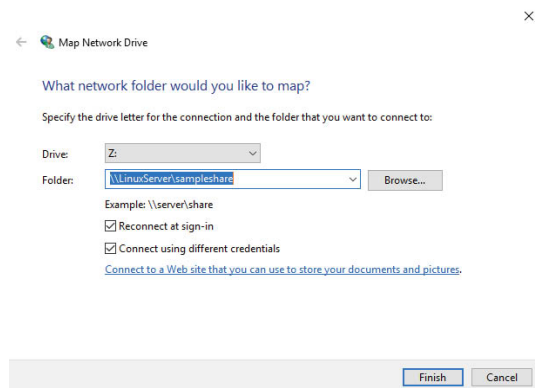 Map Network Drive
What network folder would you like to map?
Specify the drive letter for the connection and the folder that you want to connect to:
Drive: Z:
Folder: \\LinuxServer\sampleshare Browse...
Example: \\server\share
Reconnect at sign-in
Connect using different credentials
Connect to a Web site that you can use to store your documents and pictures.
Finish Cancel